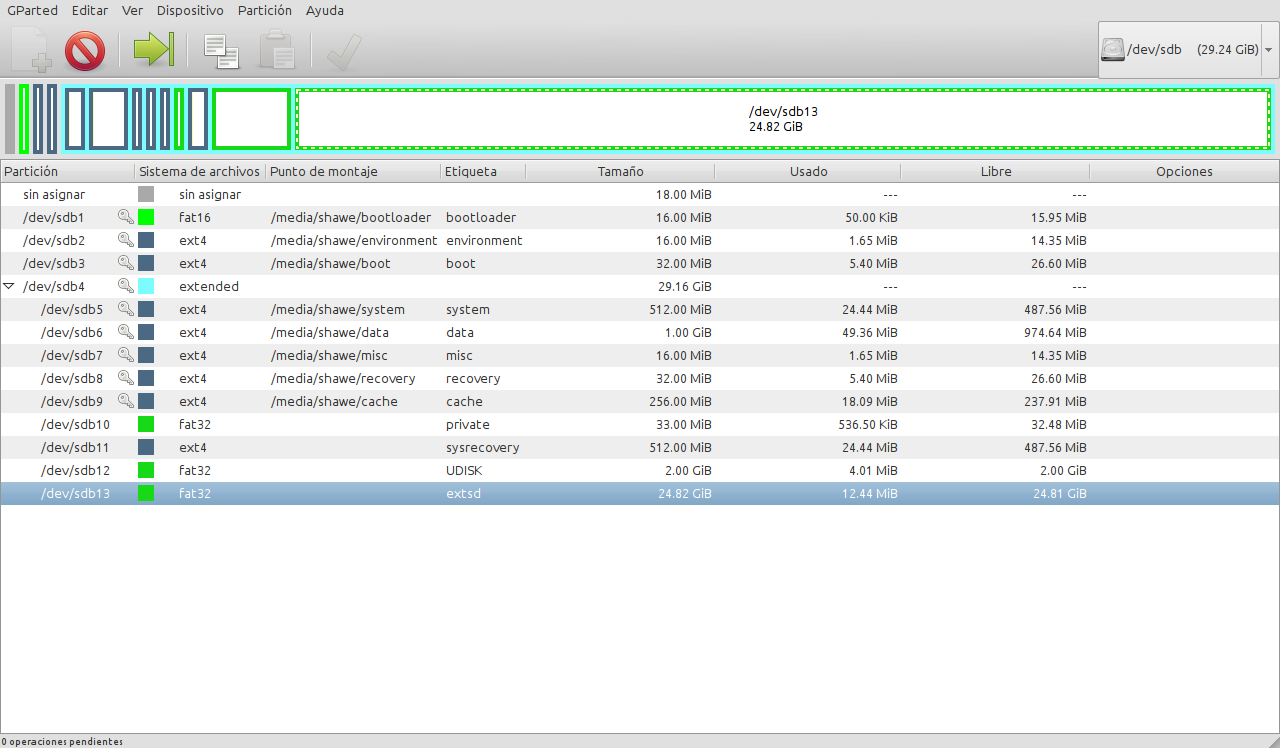 GParted Editar Ver Dispositivo Partición Ayuda
/dev/sdb (29.24 GiB)
/dev/sdb13
24.82 GiB
Partición Sistema de archivos Punto de montaje Etiqueta Tamaño Usado Libre Opciones
sin asignar sin asignar 18.00 MiB --- ---
/dev/sdb1 fat16 /media/shawe/bootloader bootloader 16.00 MiB 50.00 KiB 15.95 MiB
/dev/sdb2 ext4 /media/shawe/environment environment 16.00 MiB 1.65 MiB 14.35 MiB
/dev/sdb3 ext4 /media/shawe/boot boot 32.00 MiB 5.40 MiB 26.60 MiB
/dev/sdb4 extended 29.16 GiB --- ---
/dev/sdb5 ext4 /media/shawe/system system 512.00 MiB 24.44 MiB 487.56 MiB
/dev/sdb6 ext4 /media/shawe/data data 1.00 GiB 49.36 MiB 974.64 MiB
/dev/sdb7 ext4 /media/shawe/misc misc 16.00 MiB 1.65 MiB 14.35 MiB
/dev/sdb8 ext4 /media/shawe/recovery recovery 32.00 MiB 5.40 MiB 26.60 MiB
/dev/sdb9 ext4 /media/shawe/cache cache 256.00 MiB 18.09 MiB 237.91 MiB
/dev/sdb10 fat32 private 33.00 MiB 536.50 KiB 32.48 MiB
/dev/sdb11 ext4 sysrecovery 512.00 MiB 24.44 MiB 487.56 MiB
/dev/sdb12 fat32 UDISK 2.00 GiB 4.01 MiB 2.00 GiB
/dev/sdb13 fat32 extsd 24.82 GiB 12.44 MiB 24.81 GiB
0 operaciones pendientes